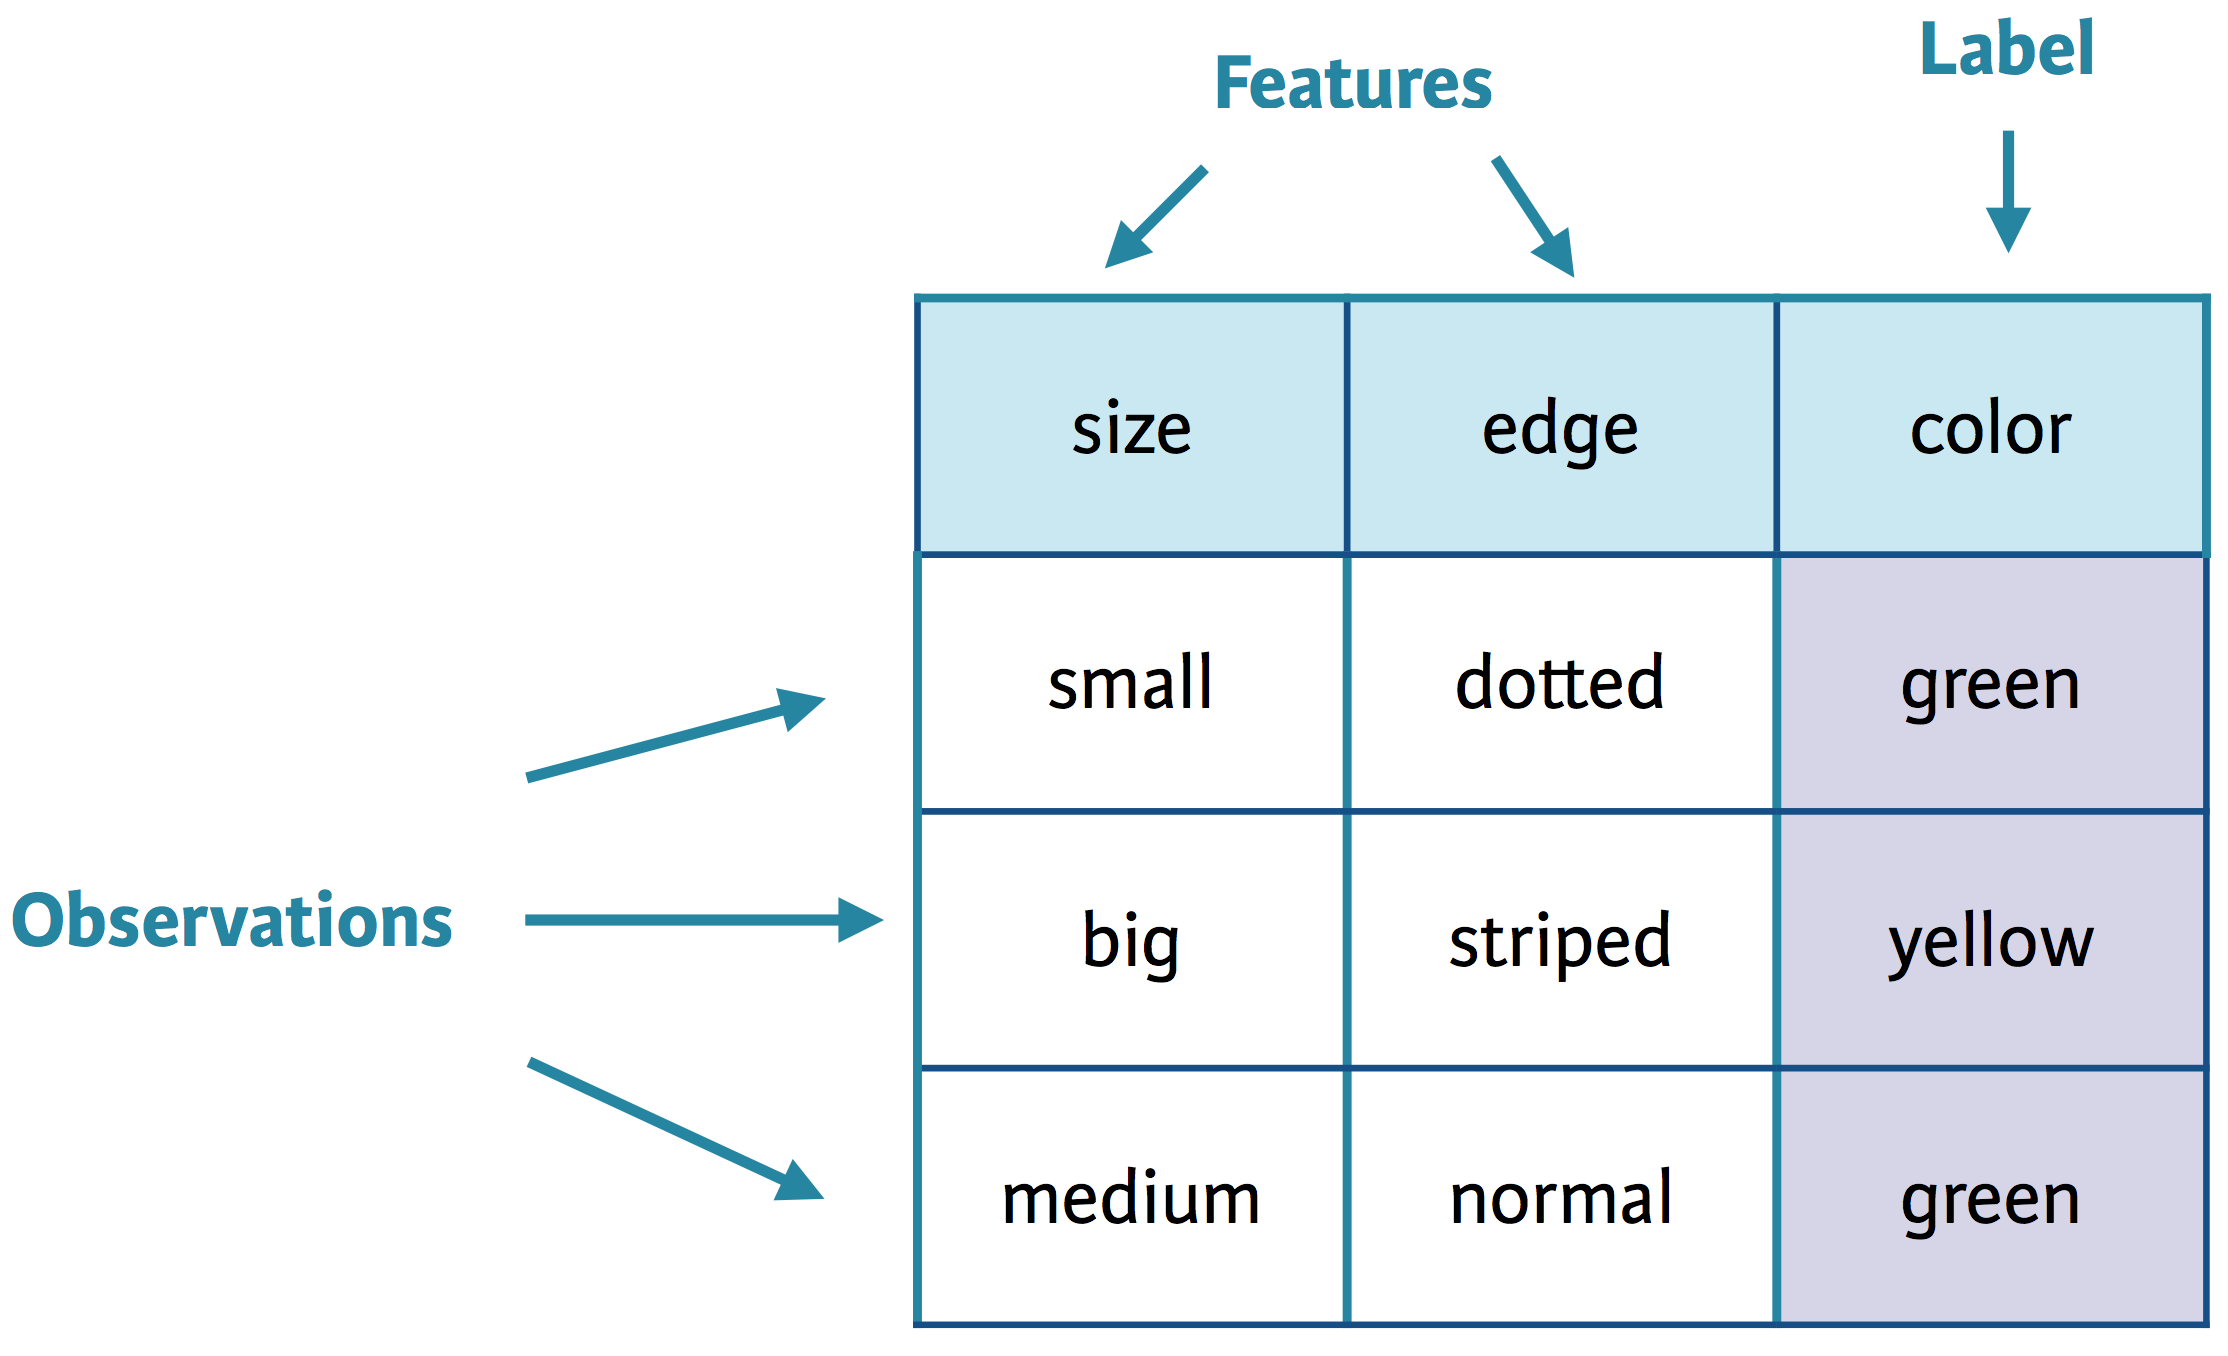 Label
Features
size edge color
small dotted green
Observations
big striped yellow
medium normal green